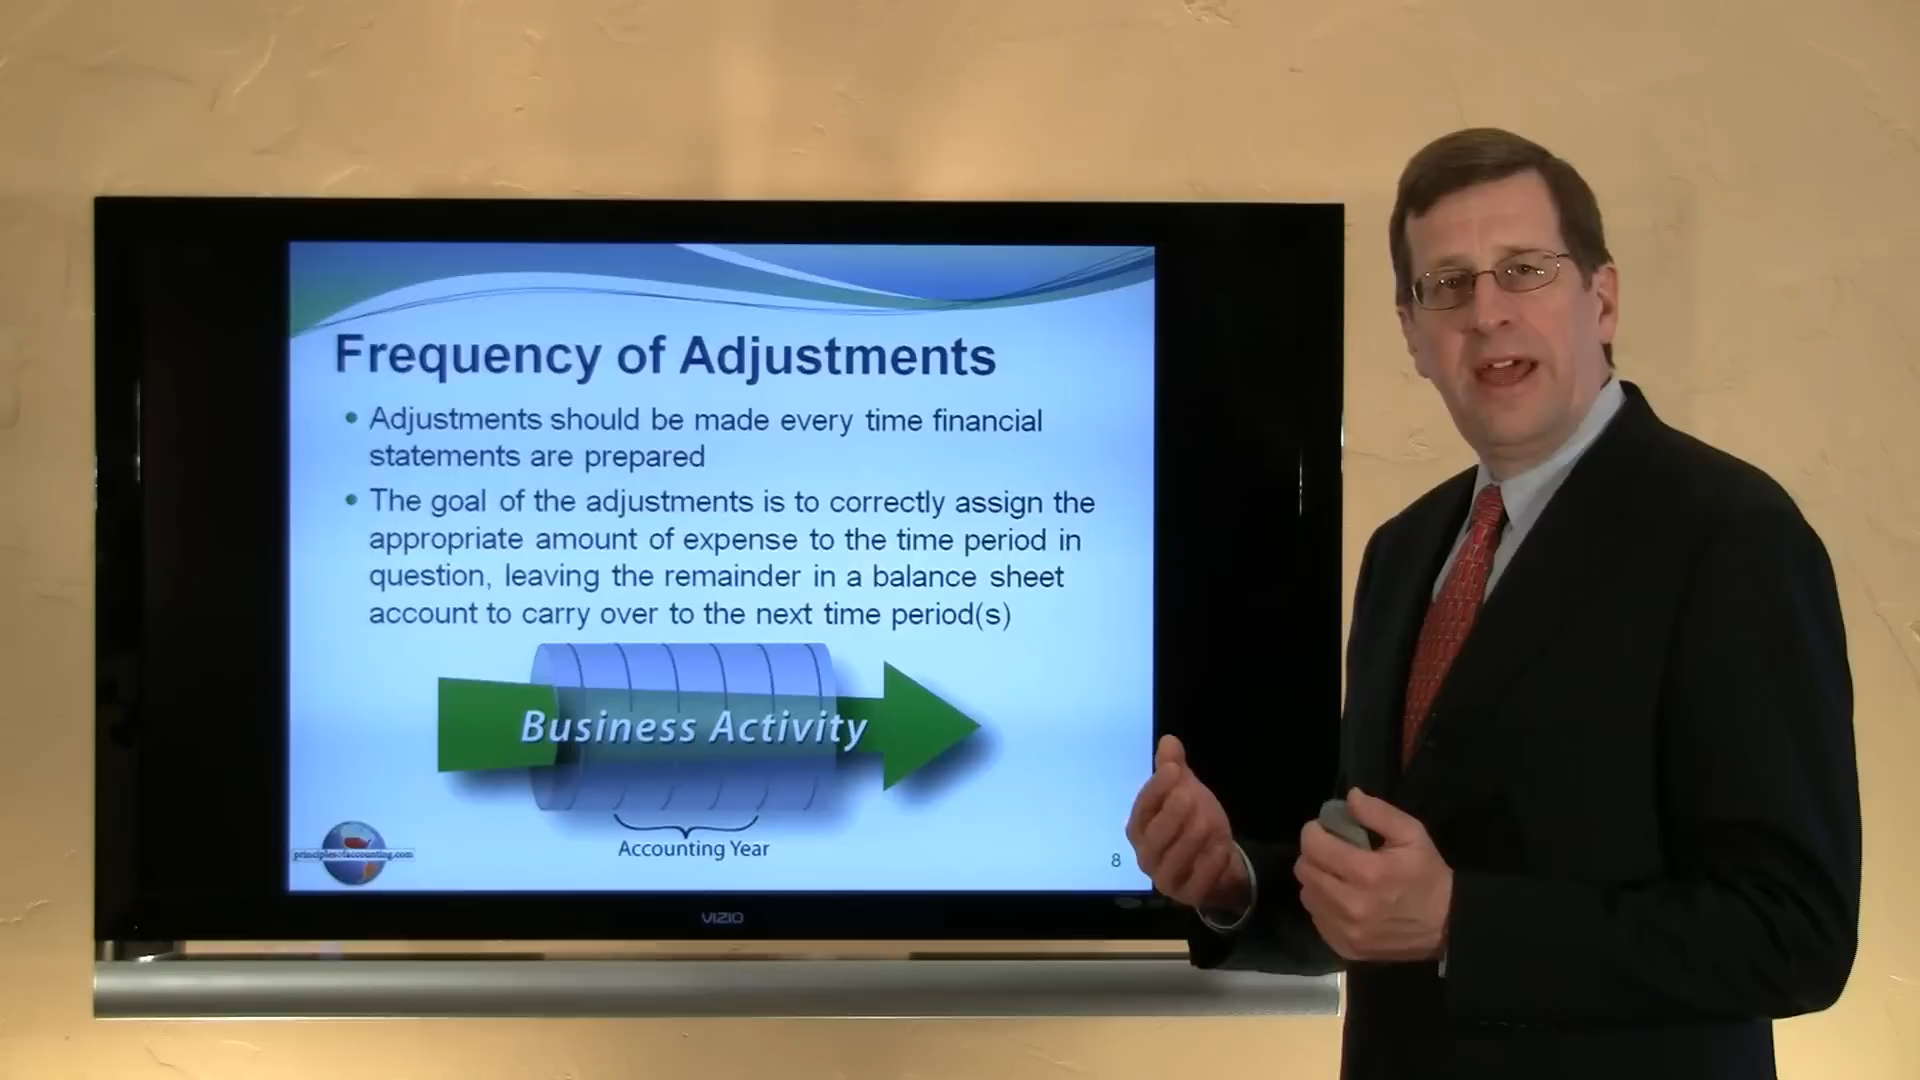 Frequency of Adjustments
• Adjustments should be made every time financial
statements are prepared
• The goal of the adjustments is to correctly assign the
appropriate amount of expense to the time period in
question, leaving the remainder in a balance sheet
account to carry over to the next time period(s)
Business Activity
Accounting Year
principlesofaccounting.com
8
VIZIO